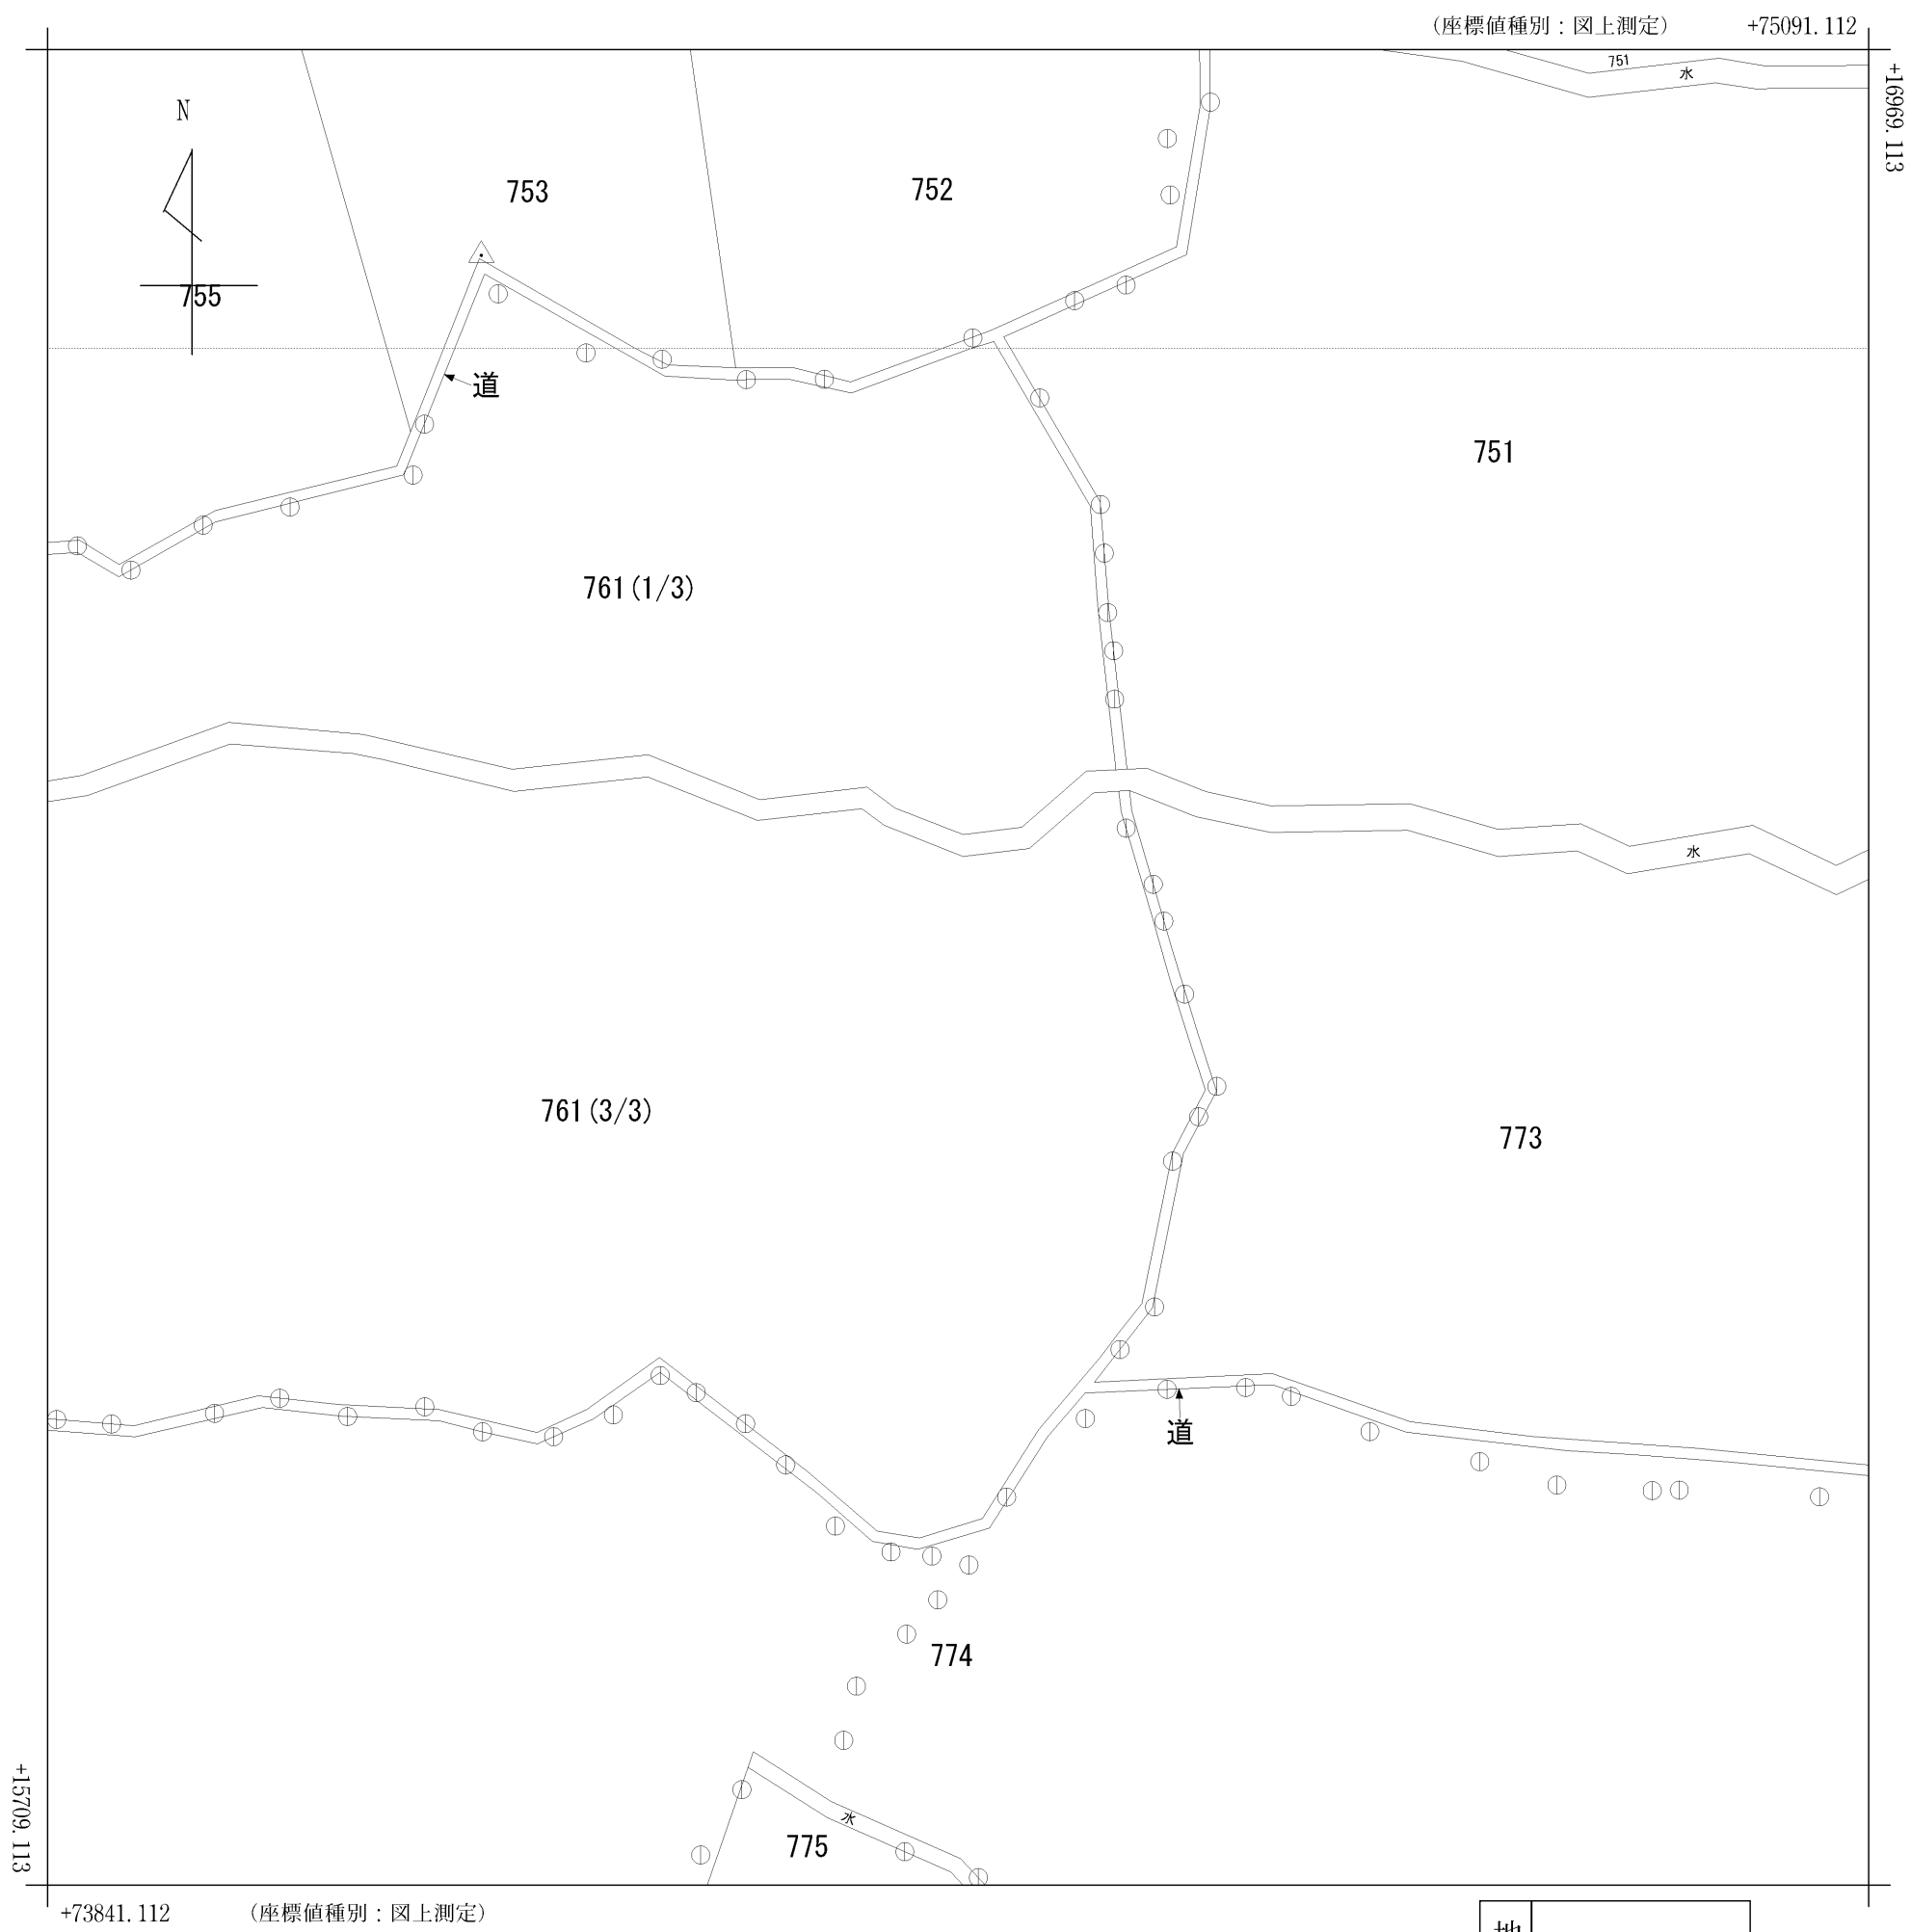 (座標値種別：図上測定) +75091.112
+16969.113
751
水
N
753
752
755
道
751
761(1/3)
水
761(3/3)
773
道
774
水
775
+15709.113
+73841.112 (座標値種別：図上測定)